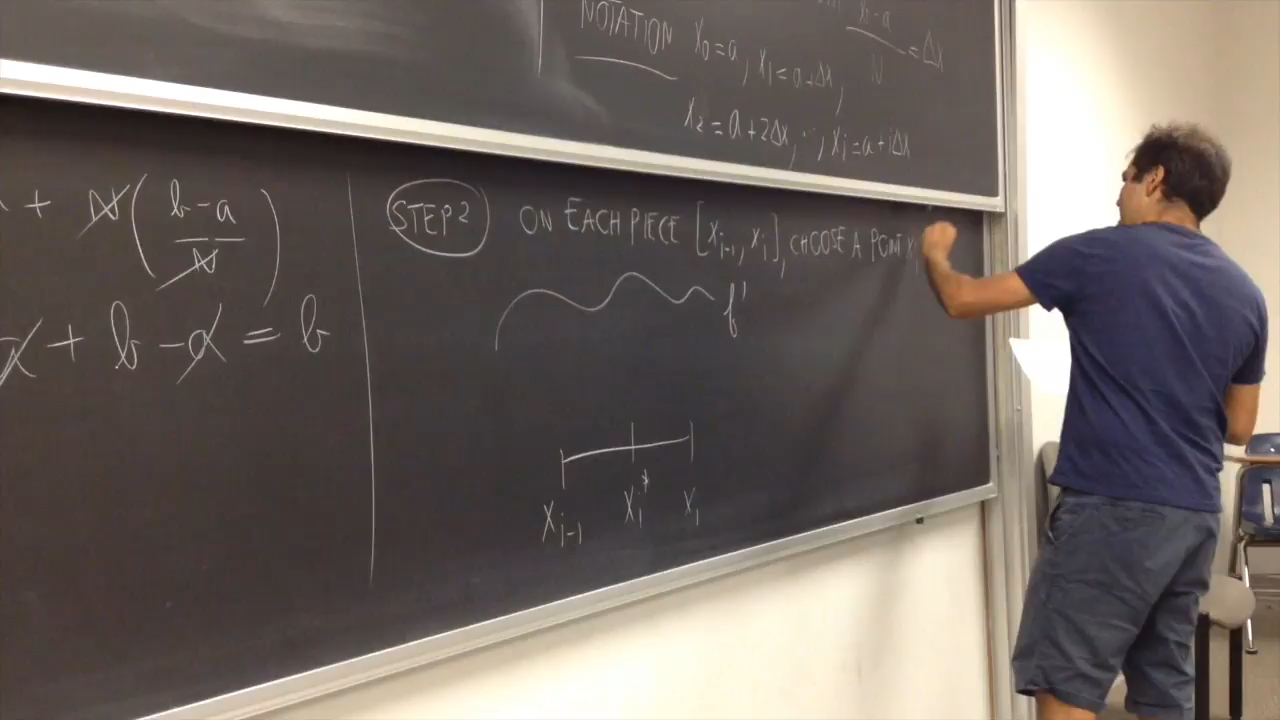 NOTATION x₀=a, x₁=a+Δx, b-a/N =Δx
x₂=a+2Δx, .., xᵢ=a+iΔx
+ N(b-a/N)
a + b - a = b
STEP 2 ON EACH PIECE [xᵢ₋₁, xᵢ], CHOOSE A POINT xᵢ
f'
xᵢ₋₁ xᵢ* xᵢ